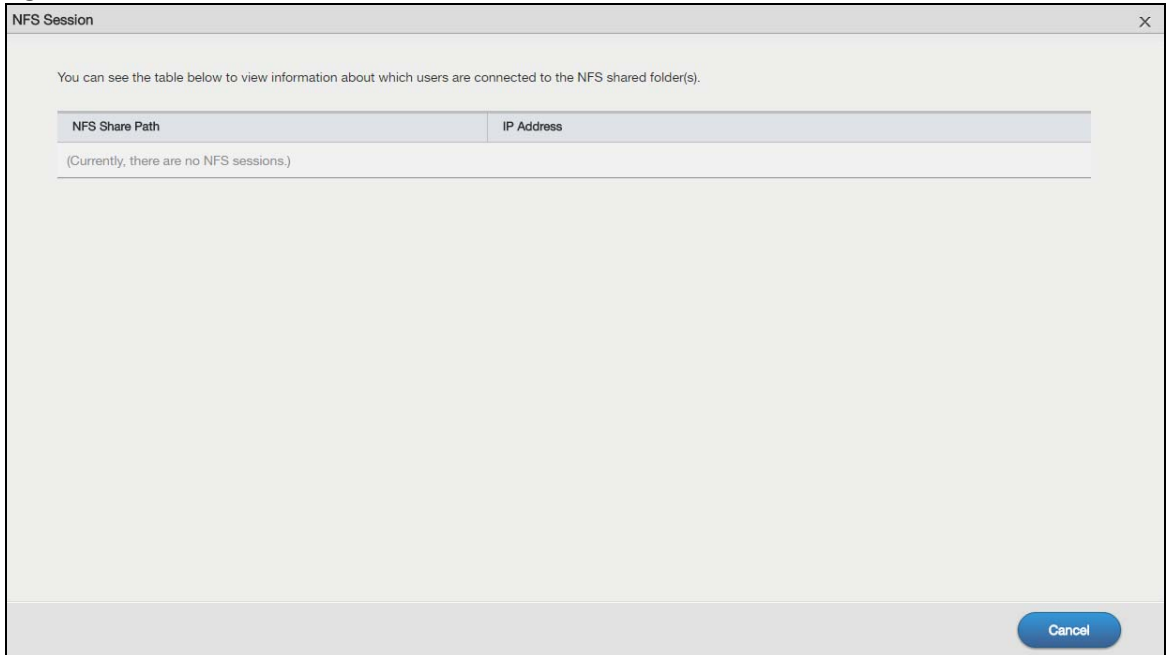 NFS Session
X
You can see the table below to view information about which users are connected to the NFS shared folder(s).
NFS Share Path IP Address
(Currently, there are no NFS sessions.)
Cancel